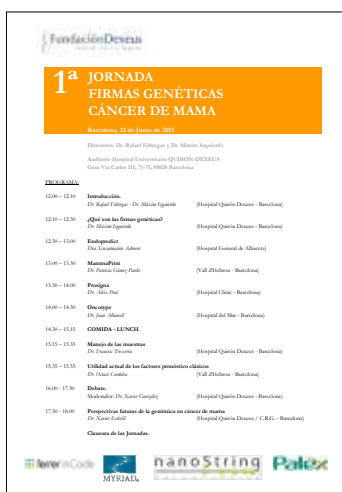 FundaciónDexeus
1ª JORNADA
FIRMAS GENÉTICAS
CÁNCER DE MAMA
Barcelona, 12 de Junio de 2015
Directores: Dr. Rafael Fábregas y Dr. Máximo Izquierdo
Auditorio Hospital Universitario QUIRÓN-DEXEUS
Gran Via Carlos III, 71-75, 08028 Barcelona
PROGRAMA:
12.00 – 12.10 Introducción.
Dr. Rafael Fábregas - Dr. Máximo Izquierdo (Hospital Quirón Dexeus - Barcelona)
12.10 – 12.30 ¿Qué son las firmas genéticas?
Dr. Máximo Izquierdo (Hospital Quirón Dexeus - Barcelona)
12.30 – 13.00 Endopredict
Dra. Encarnación Adrover (Hospital General de Albacete)
13.00 – 13.30 MammaPrint
Dr. Patricia Gómez Pardo (Vall d'Hebron - Barcelona)
13.30 – 14.00 Prosigna
Dr. Aleix Prat (Hospital Clinic - Barcelona)
14.00 – 14.30 Oncotype
Dr. Joan Albanell (Hospital del Mar - Barcelona)
14.30 – 15.15 COMIDA - LUNCH
15.15 – 15.35 Manejo de las muestras
Dr. Francesc Tresserra (Hospital Quirón Dexeus - Barcelona)
15.35 – 15.55 Utilidad actual de los factores pronóstico clásicos
Dr. Octavi Cordoba (Vall d'Hebron - Barcelona)
16.00 - 17.30 Debate.
Moderador: Dr. Xavier González (Hospital Quirón Dexeus - Barcelona)
17.30 - 18.00 Perspectivas futuras de la genómica en cáncer de mama
Dr. Xavier Estivill (Hospital Quirón Dexeus / C.R.G. - Barcelona)
Clausura de las Jornadas.
ferrer inCode
MYRIAD
nanoString
Palex